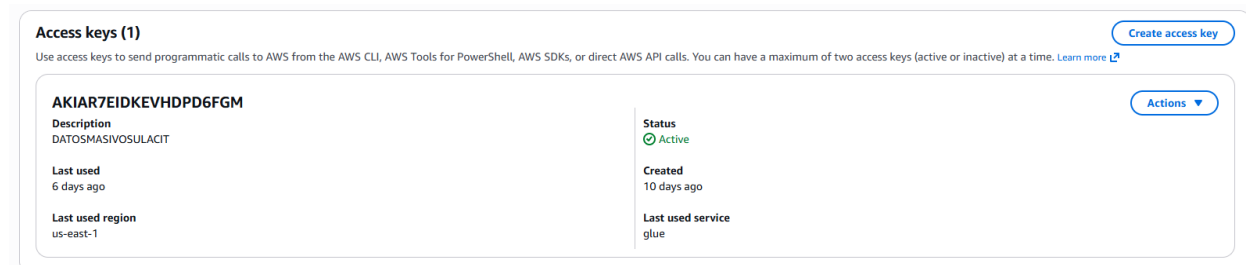 Access keys (1)
Create access key
Use access keys to send programmatic calls to AWS from the AWS CLI, AWS Tools for PowerShell, AWS SDKs, or direct AWS API calls. You can have a maximum of two access keys (active or inactive) at a time. Learn more
AKIAR7EIDKEVHDPD6FGM
Actions
Description
DATOSMASIVOSULACIT
Status
Active
Last used
6 days ago
Created
10 days ago
Last used region
us-east-1
Last used service
glue